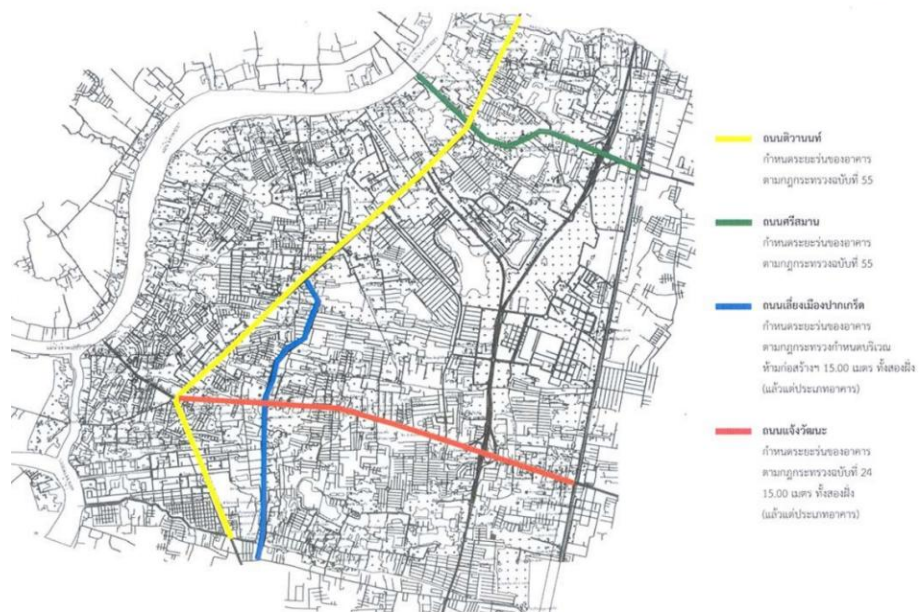 ถนนติวานนท์
กำหนดระยะร่นของอาคาร
ตามกฎกระทรวงฉบับที่ 55
ถนนศรีสมาน
กำหนดระยะร่นของอาคาร
ตามกฎกระทรวงฉบับที่ 55
ถนนเลี่ยงเมืองปากเกร็ด
กำหนดระยะร่นของอาคาร
ตามกฎกระทรวงกำหนดบริเวณ
ห้ามก่อสร้างฯ 15.00 เมตร ทั้งสองฝั่ง
(แล้วแต่ประเภทอาคาร)
ถนนแจ้งวัฒนะ
กำหนดระยะร่นของอาคาร
ตามกฎกระทรวงฉบับที่ 24
15.00 เมตร ทั้งสองฝั่ง
(แล้วแต่ประเภทอาคาร)